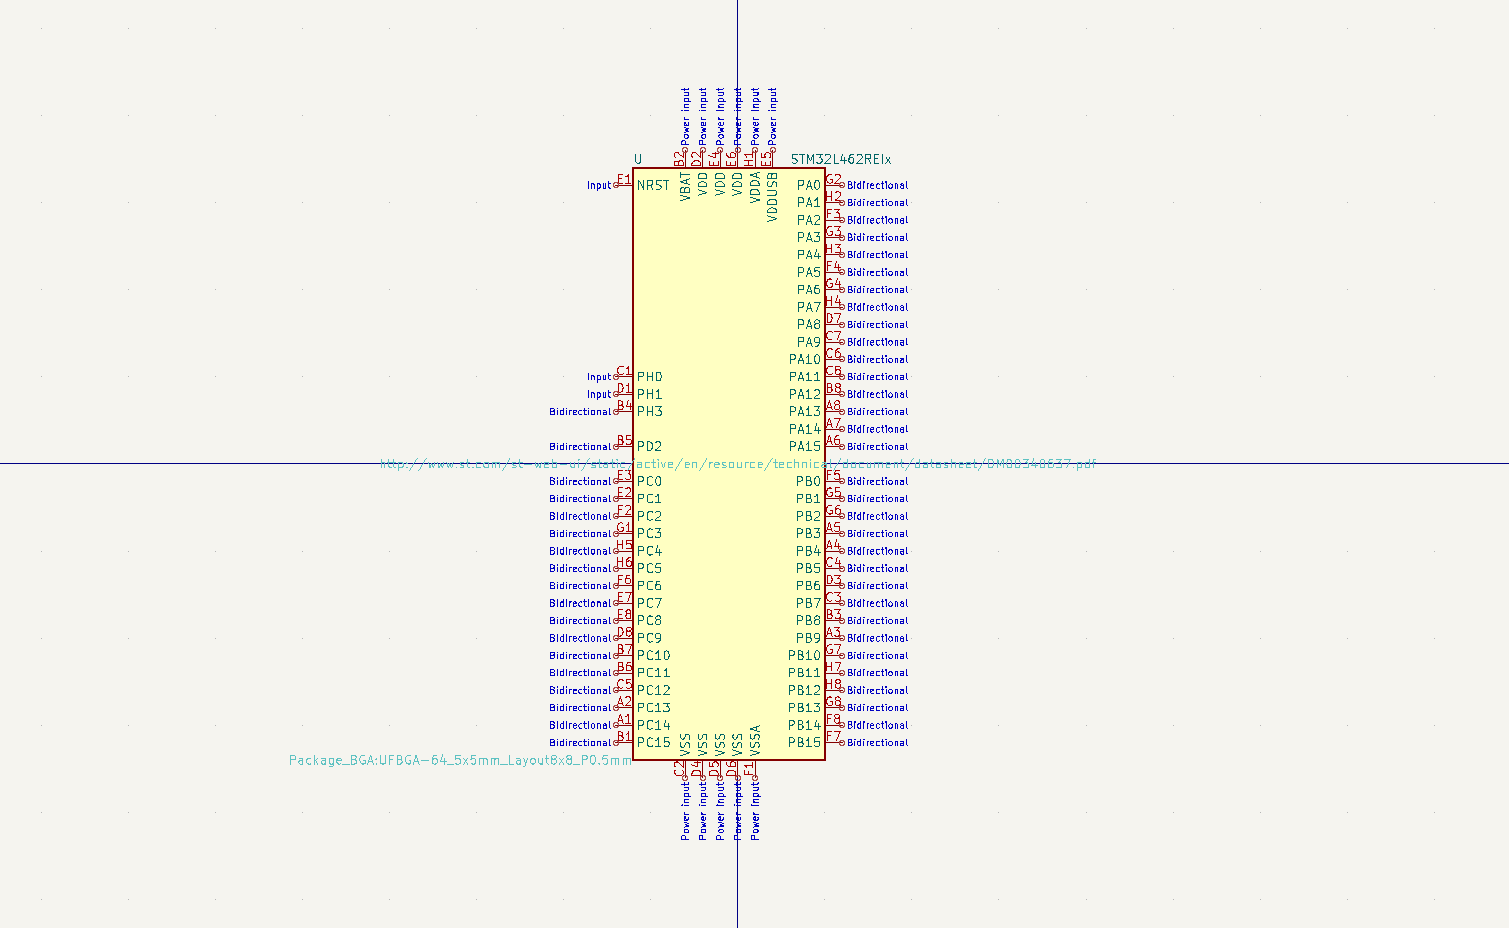 Power input Power input Power input Power input Power input Power input
B2 D2 E4 E6 H1 E5
U STM32L462REIx
VBAT VDD VDD VDD VDDA VDDUSB
Input E1 NRST PA0 G2 Bidirectional
PA1 H2 Bidirectional
PA2 F3 Bidirectional
PA3 G3 Bidirectional
PA4 H3 Bidirectional
PA5 F4 Bidirectional
PA6 G4 Bidirectional
PA7 H4 Bidirectional
PA8 D7 Bidirectional
PA9 C7 Bidirectional
PA10 C6 Bidirectional
Input C1 PH0 PA11 C8 Bidirectional
Input D1 PH1 PA12 B8 Bidirectional
Bidirectional B4 PH3 PA13 A8 Bidirectional
PA14 A7 Bidirectional
Bidirectional B5 PD2 PA15 A6 Bidirectional
http://www.st.com/st-web-ui/static/active/en/resource/technical/document/datasheet/
Bidirectional E3 PC0 PB0 F5 Bidirectional
Bidirectional E2 PC1 PB1 G5 Bidirectional
Bidirectional F2 PC2 PB2 G6 Bidirectional
Bidirectional G1 PC3 PB3 A5 Bidirectional
Bidirectional H5 PC4 PB4 A4 Bidirectional
Bidirectional H6 PC5 PB5 C4 Bidirectional
Bidirectional F6 PC6 PB6 D3 Bidirectional
Bidirectional E7 PC7 PB7 C3 Bidirectional
Bidirectional E8 PC8 PB8 B3 Bidirectional
Bidirectional D8 PC9 PB9 A3 Bidirectional
Bidirectional B7 PC10 PB10 G7 Bidirectional
Bidirectional B6 PC11 PB11 H7 Bidirectional
Bidirectional C5 PC12 PB12 H8 Bidirectional
Bidirectional A2 PC13 PB13 G8 Bidirectional
Bidirectional A1 PC14 PB14 F8 Bidirectional
Bidirectional B1 PC15 PB15 F7 Bidirectional
VSS VSS VSS VSS VSSA
Package_BGA:UFBGA-64_5x5mm_Layout8x8_P0.5mm
C2 D4 D5 D6 F1
Power input Power input Power input Power input Power input